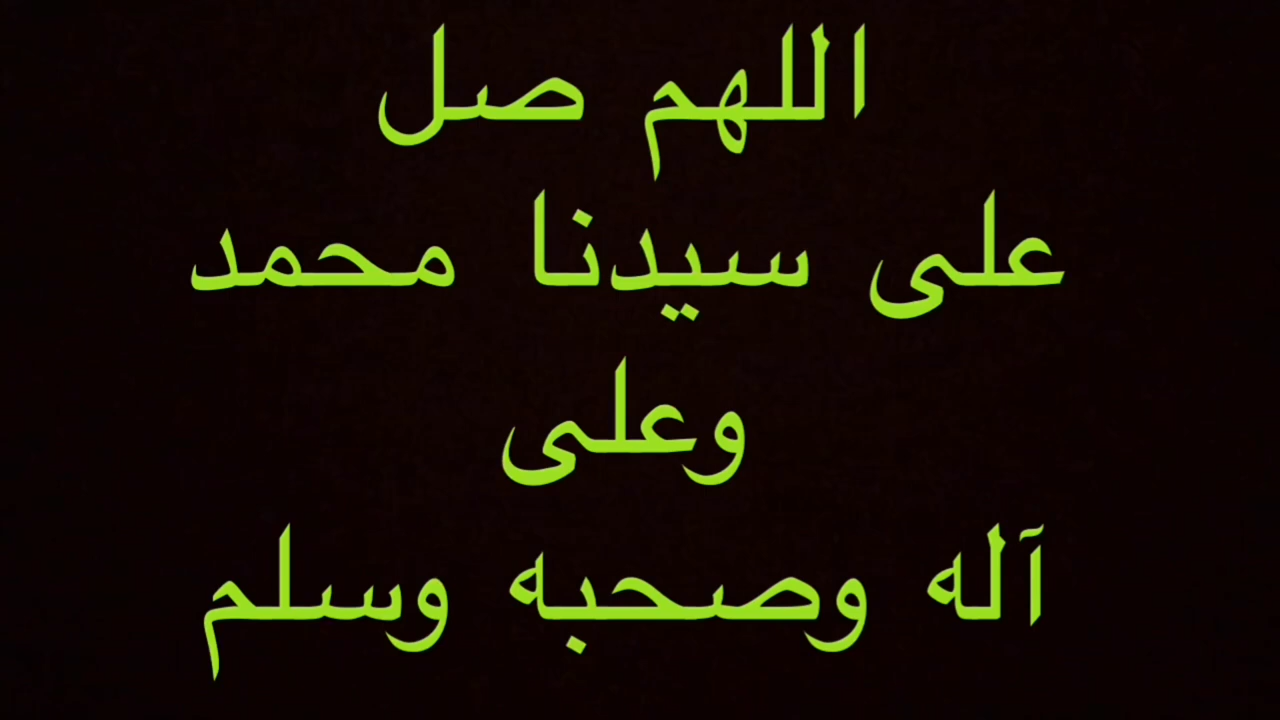 اللهم صل
على سيدنا محمد
وعلى
آله وصحبه وسلم